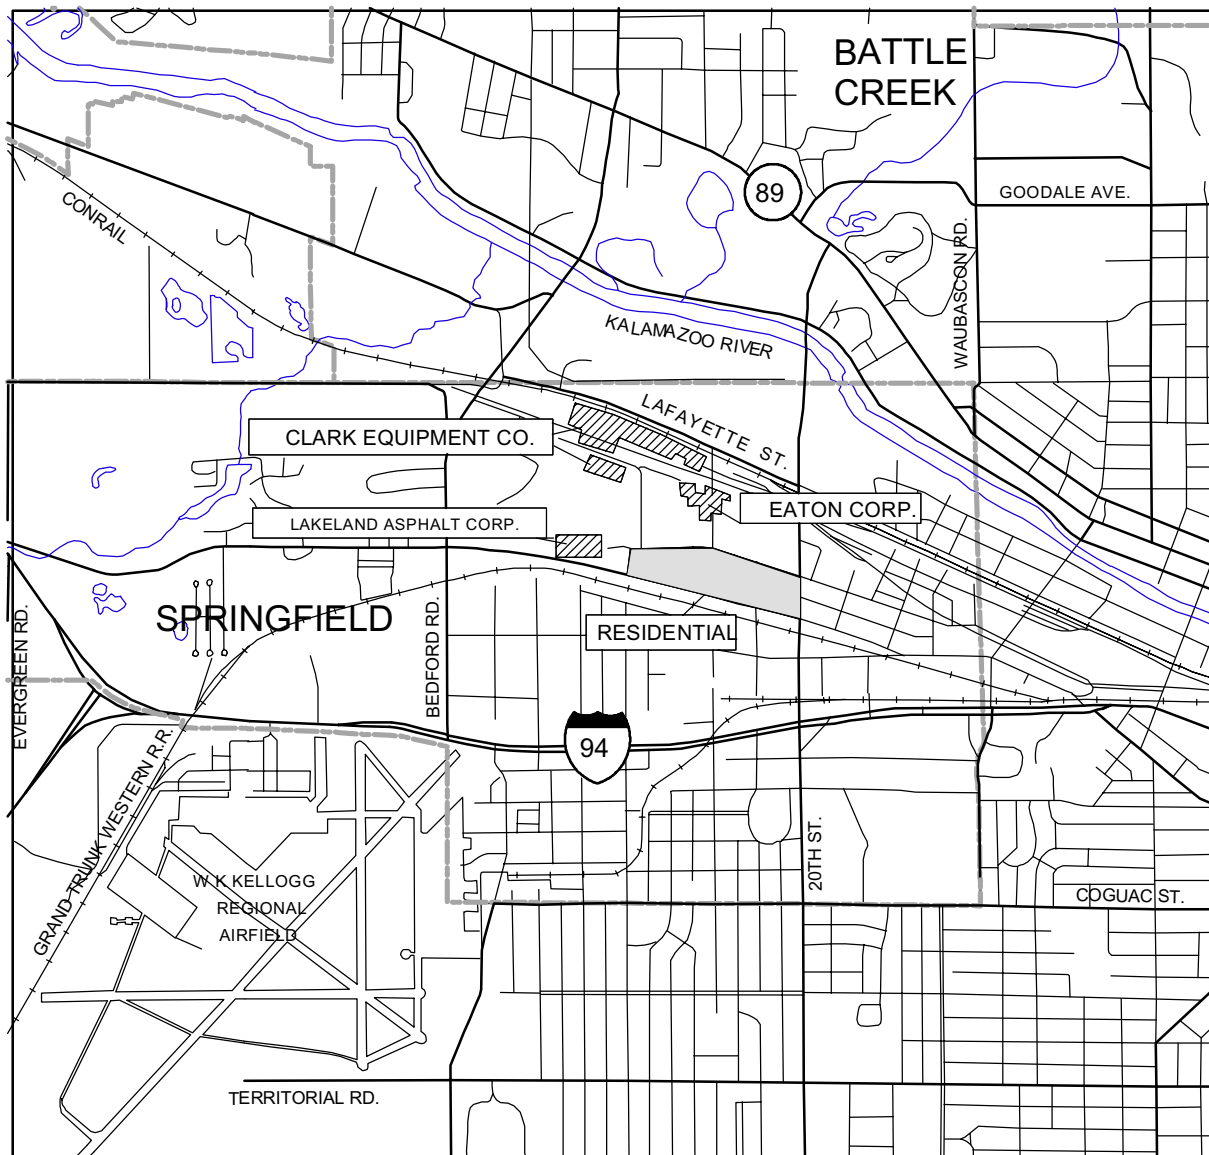 BATTLE
CREEK
89
GOODALE AVE.
CONRAIL
WAUBASCON RD.
KALAMAZOO RIVER
LAFAYETTE ST.
CLARK EQUIPMENT CO.
EATON CORP.
LAKELAND ASPHALT CORP.
SPRINGFIELD
RESIDENTIAL
EVERGREEN RD.
BEDFORD RD.
94
GRAND TRUNK WESTERN R.R.
20TH ST.
W K KELLOGG
REGIONAL
AIRFIELD
COGUAC ST.
TERRITORIAL RD.